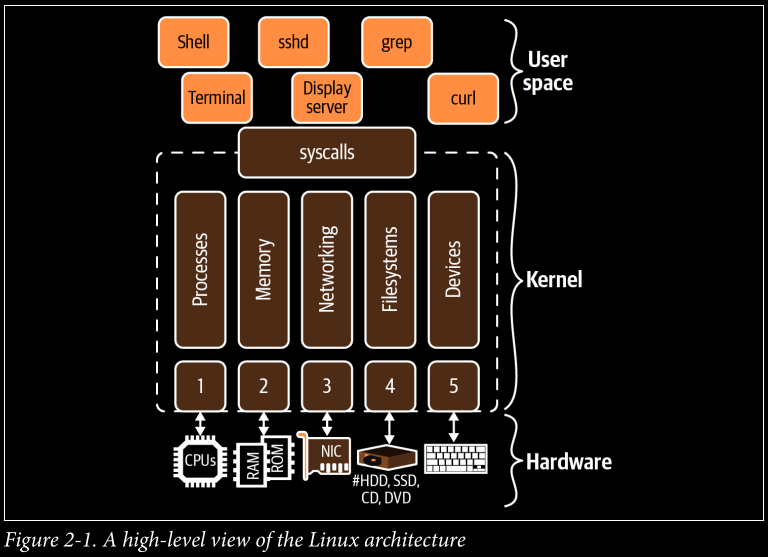 Shell
sshd
grep
User
space
Terminal
Display
server
curl
syscalls
Processes
Memory
Networking
Filesystems
Devices
Kernel
1
2
3
4
5
CPUs
RAM
ROM
NIC
Hardware
#HDD, SSD,
CD, DVD
Figure 2-1. A high-level view of the Linux architecture